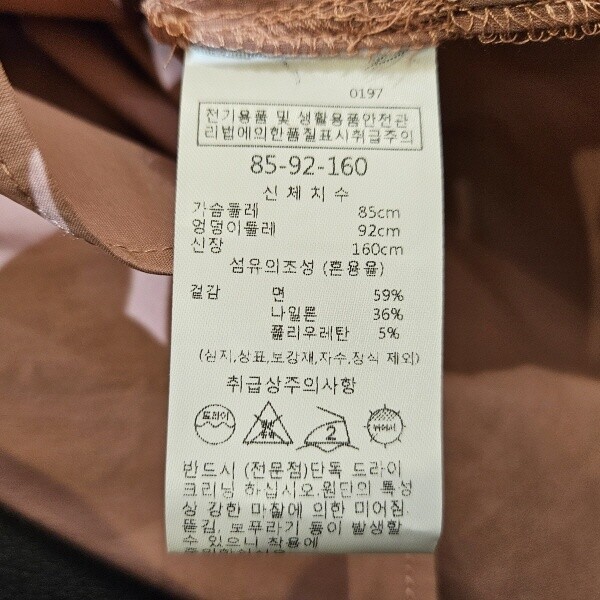 0197
전기용품 및 생활용품안전관
리법에의한품질표시취급주의
85-92-160
신체치수
가슴둘레 85cm
엉덩이둘레 92cm
신장 160cm
섬유의조성 (혼용율)
겉감 면 59%
나일론 36%
폴리우레탄 5%
(심지,상표,보강재,자수,장식 제외)
취급상주의사항
드라이 2 뉘어서
반드시 (전문점)단독 드라이
크리닝 하십시오.원단의 특성
상 강한 마찰에 의한 미어짐.
뜯김. 보푸라기 등이 발생할
수 있으니 착용에